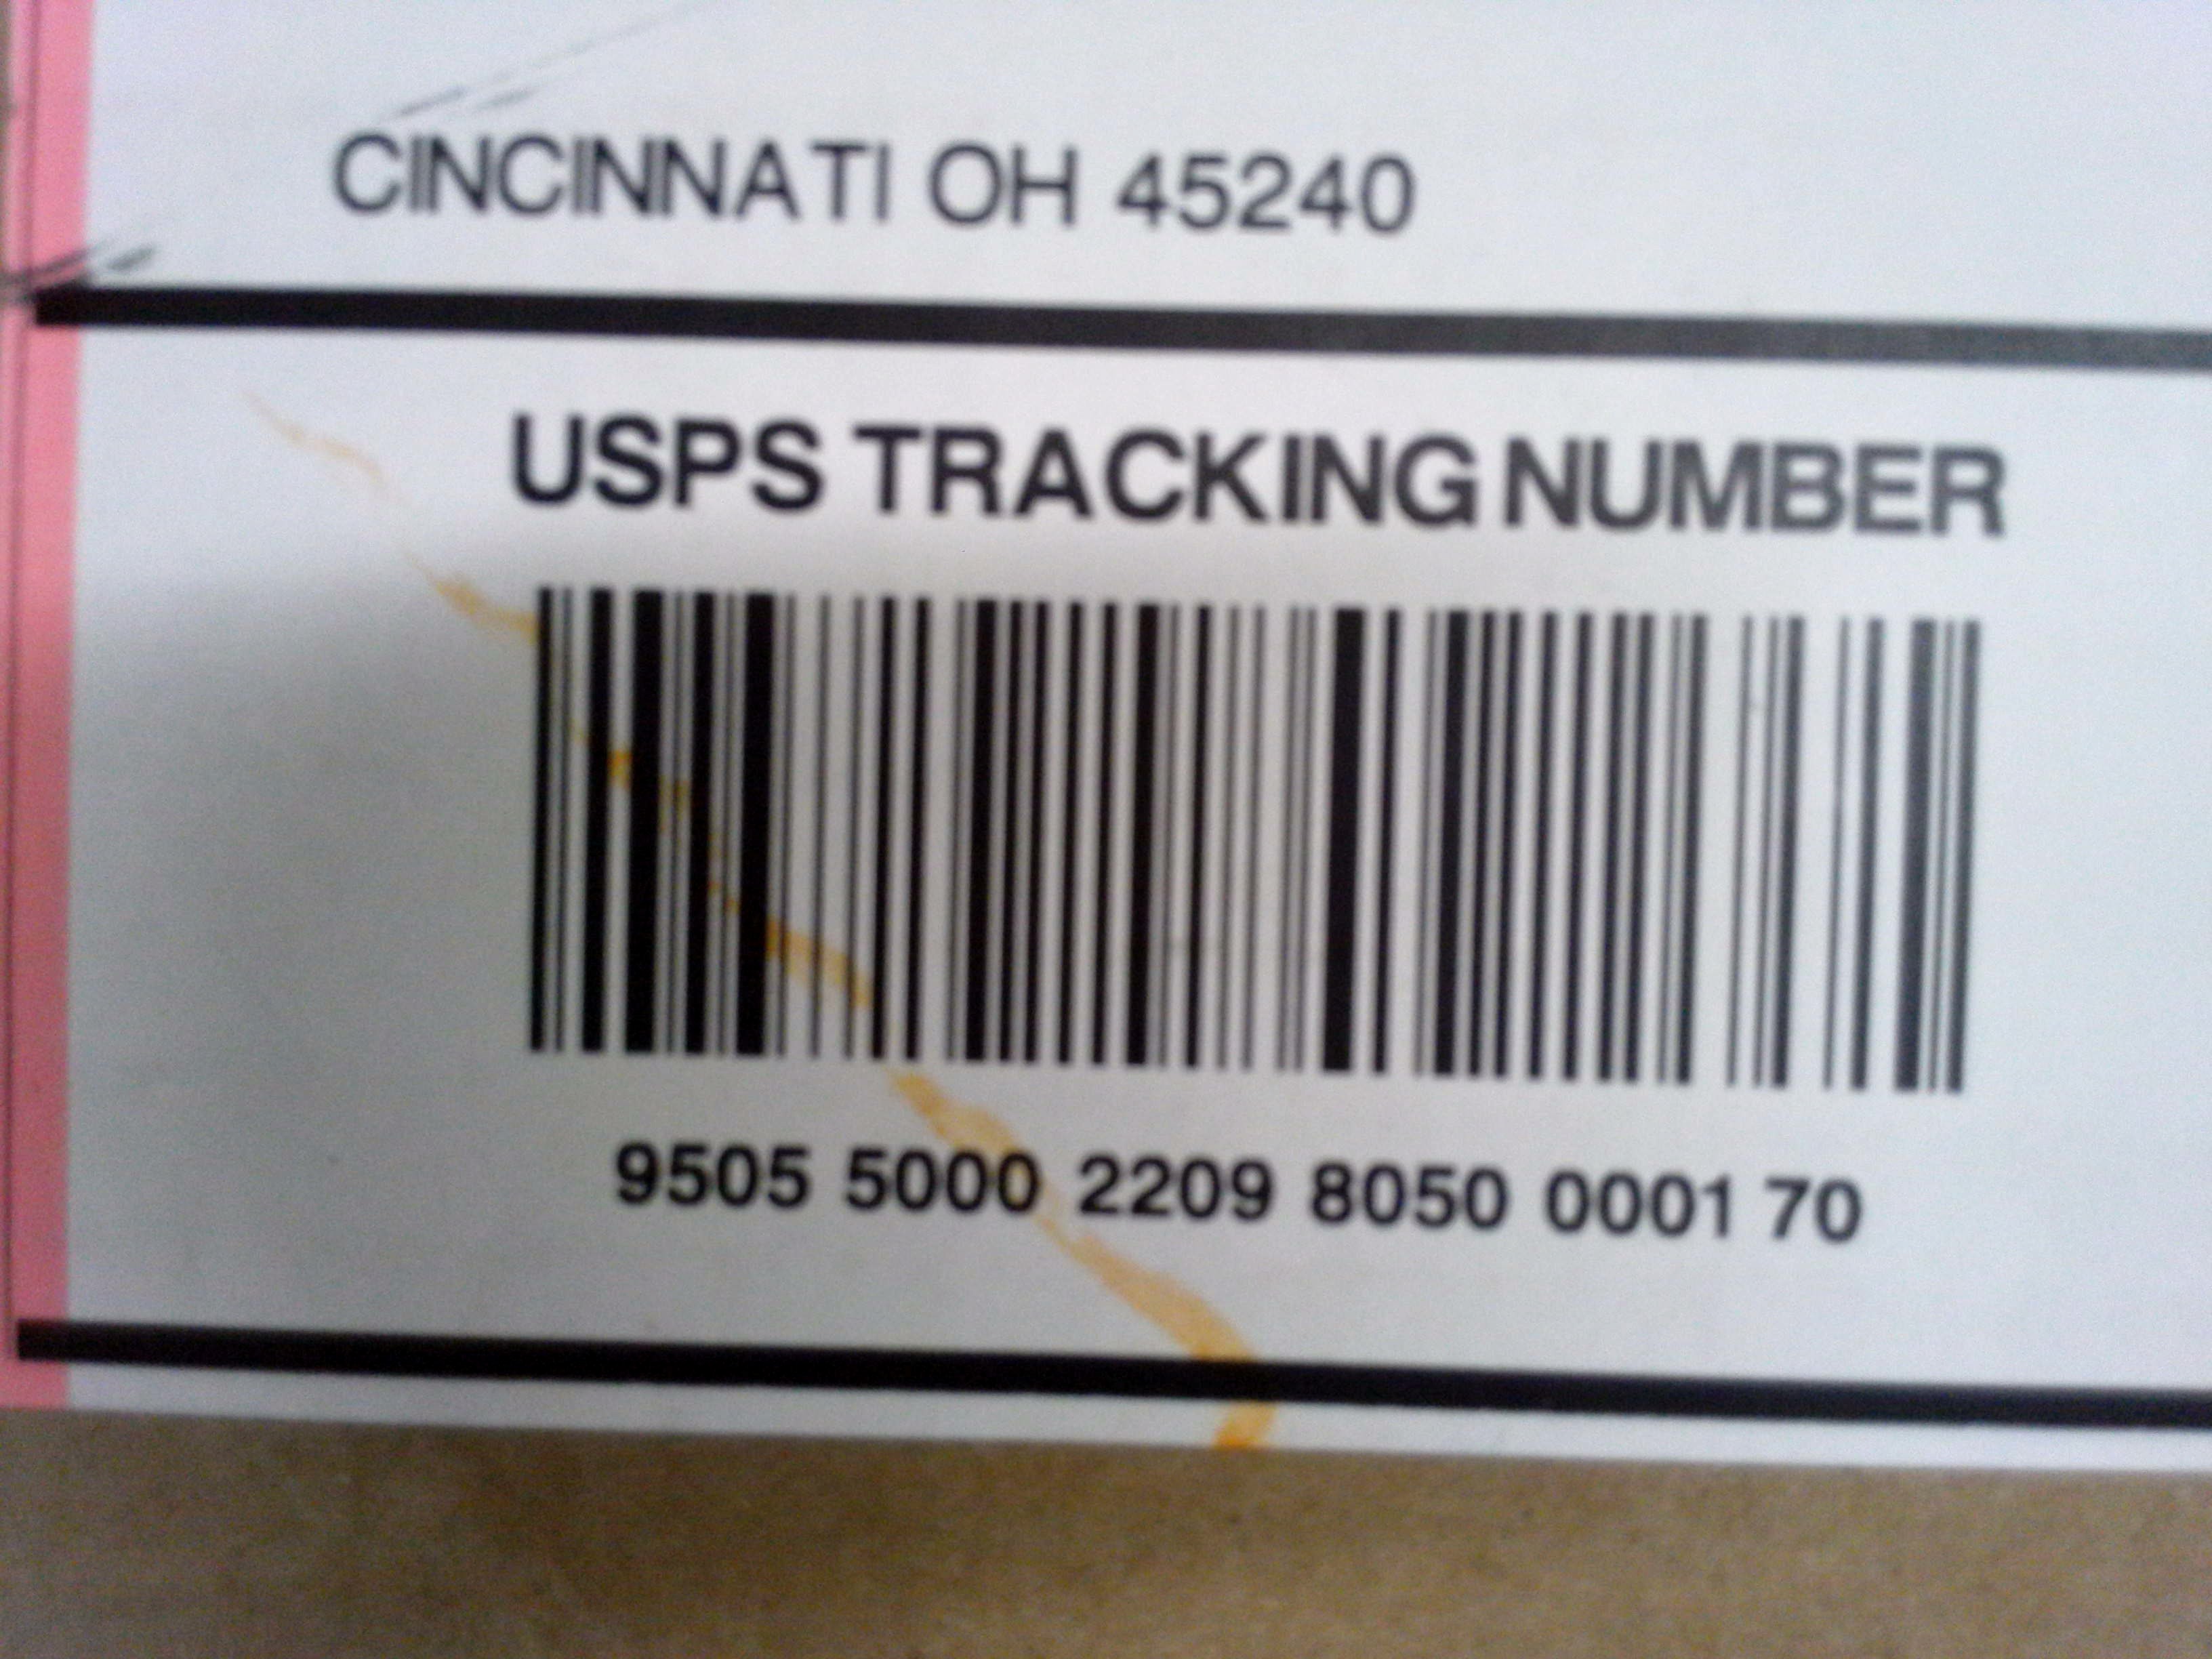 CINCINNATI OH 45240
USPS TRACKING NUMBER
9505 5000 2209 8050 0001 70